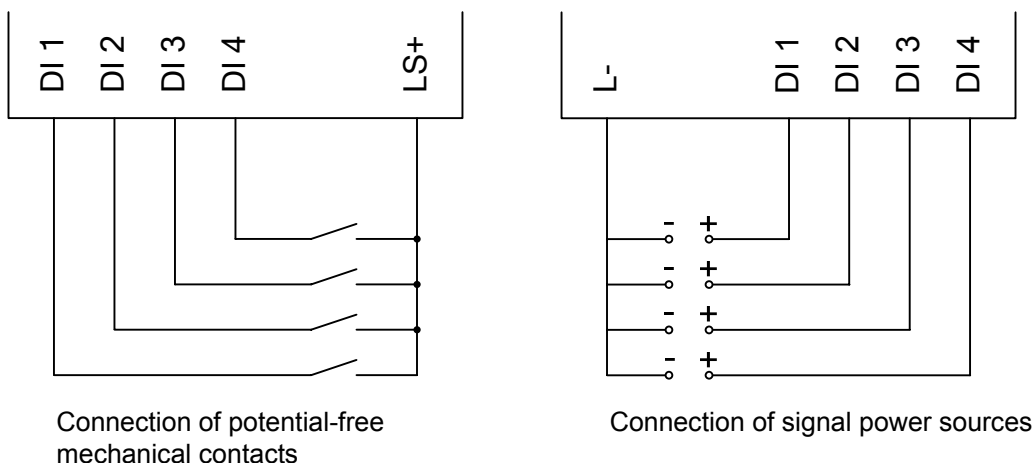 DI 1
DI 2
DI 3
DI 4
LS+
L-
DI 1
DI 2
DI 3
DI 4
- +
- +
- +
- +
Connection of potential-free
mechanical contacts
Connection of signal power sources